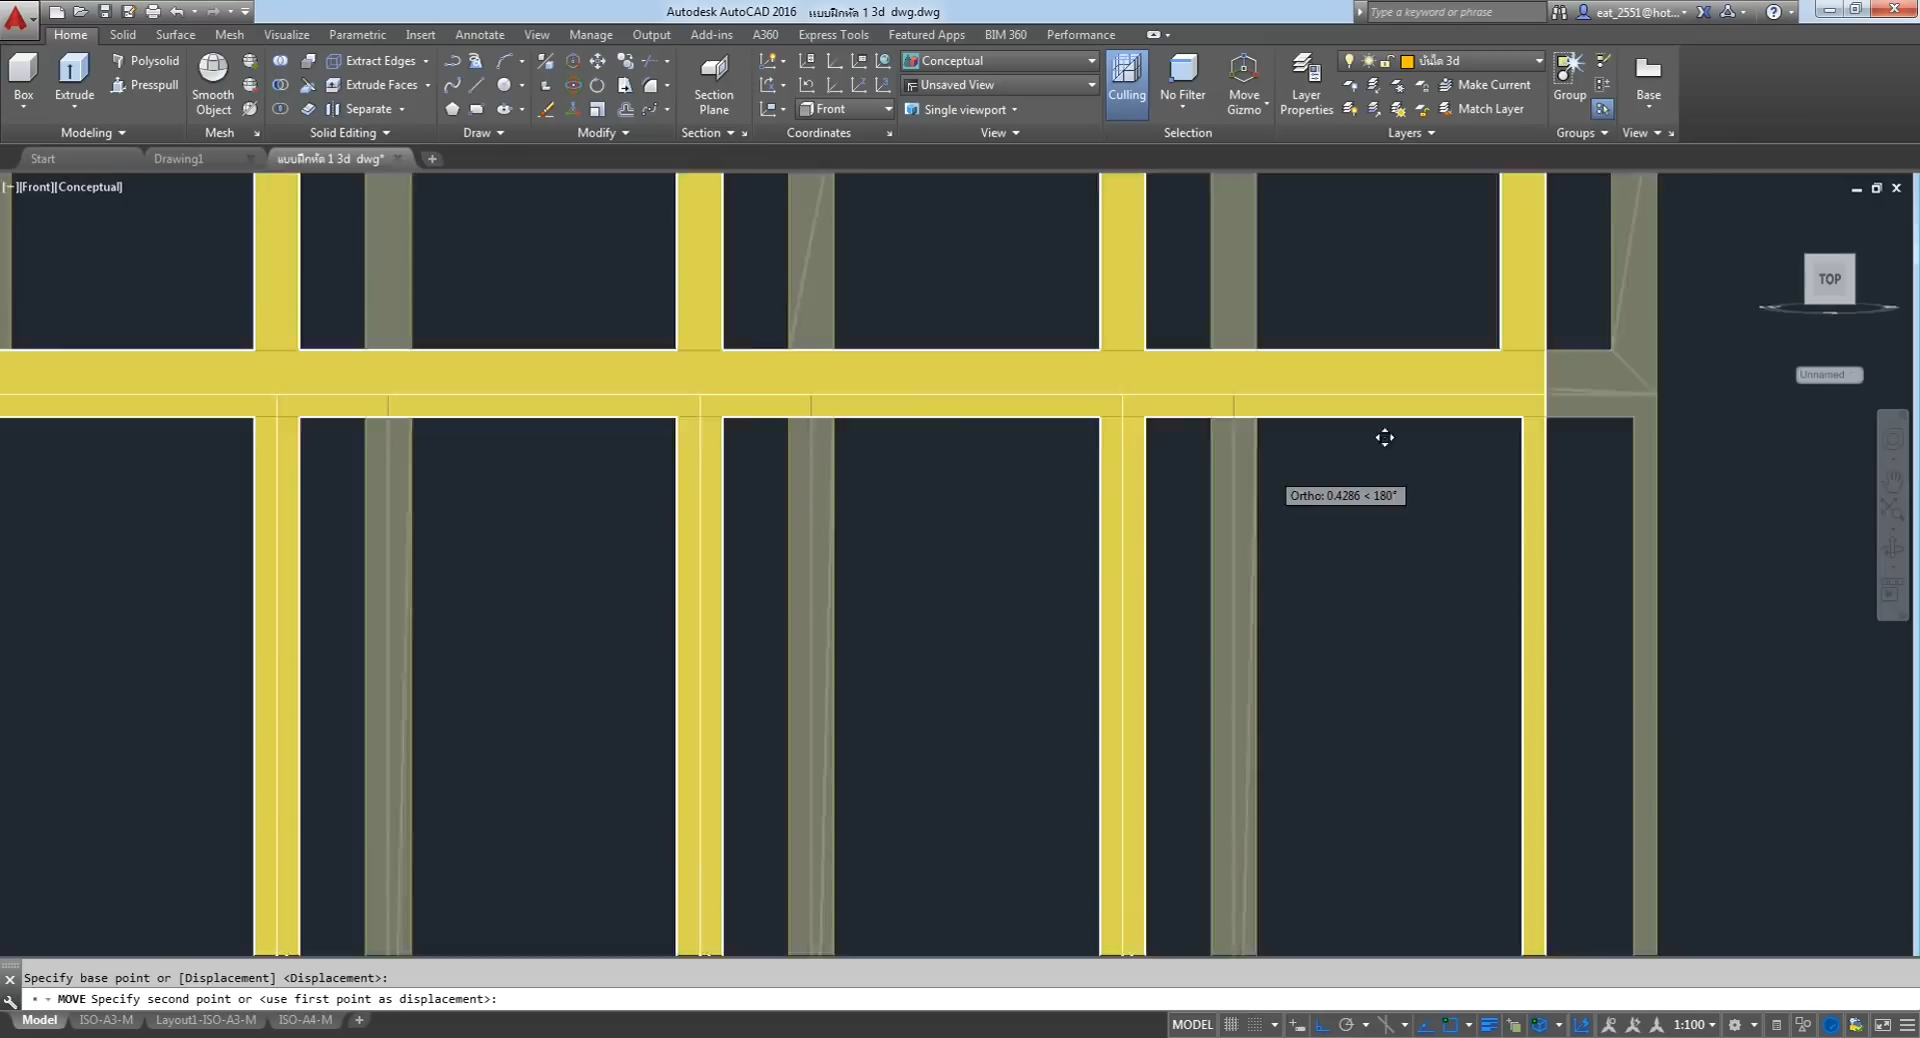 Autodesk AutoCAD 2016 แบบฝึกหัด 1 3d dwg.dwg
Type a keyword or phrase
eat_2551@hot...
Home Solid Surface Mesh Visualize Parametric Insert Annotate View Manage Output Add-ins A360 Express Tools Featured Apps BIM 360 Performance
Polysolid
Presspull
Box
Extrude
Smooth
Object
Extract Edges
Extrude Faces
Separate
Section
Plane
Front
Conceptual
Unsaved View
Single viewport
Culling
No Filter
Move
Gizmo
Layer
Properties
บันได 3d
Make Current
Match Layer
Group
Base
Modeling Mesh Solid Editing Draw Modify Section Coordinates View Selection Layers Groups View
Start Drawing1 แบบฝึกหัด 1 3d dwg*
[−][Front][Conceptual]
TOP
Unnamed
Ortho: 0.4286 < 180°
Specify base point or [Displacement] <Displacement>:
MOVE Specify second point or <use first point as displacement>:
Model ISO-A3-M Layout1-ISO-A3-M ISO-A4-M
MODEL 1:100